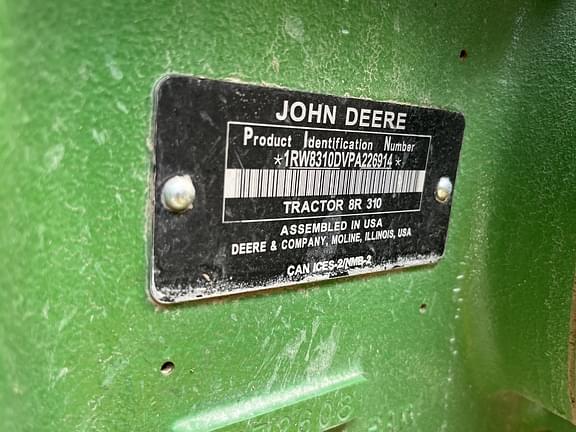 JOHN DEERE
Product Identification Number
*1RW8310DVPA226914*
TRACTOR 8R 310
ASSEMBLED IN USA
DEERE & COMPANY, MOLINE, ILLINOIS, USA
CAN ICES-2/NMB-2